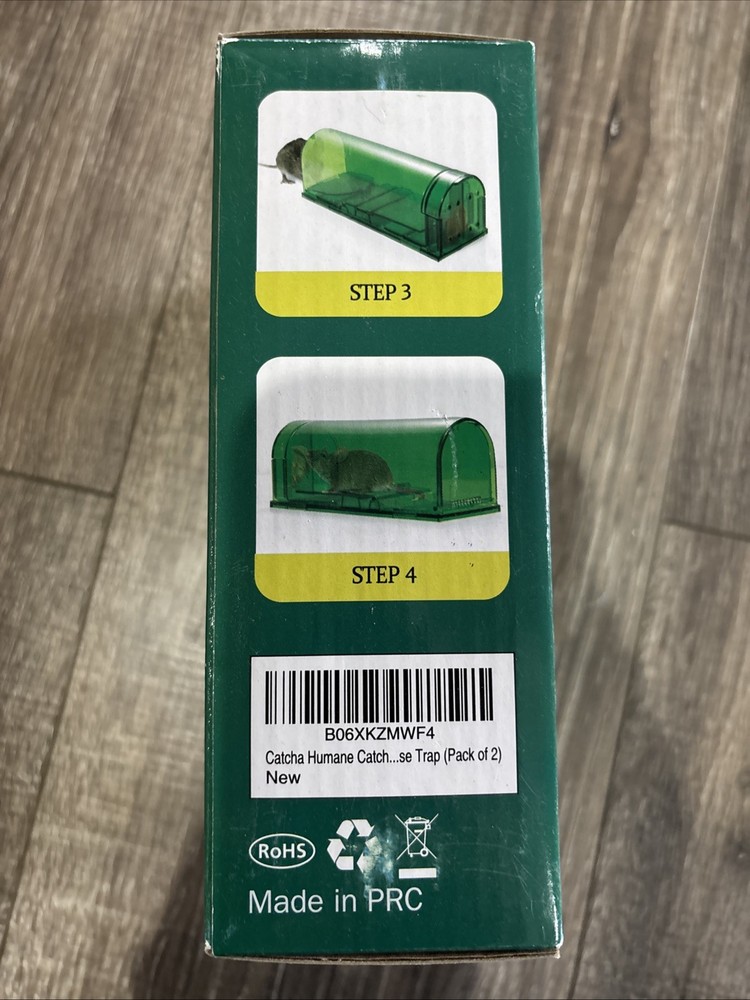 STEP 3
STEP 4
B06XKZMWF4
Catcha Humane Catch...se Trap (Pack of 2)
New
RoHS
Made in PRC